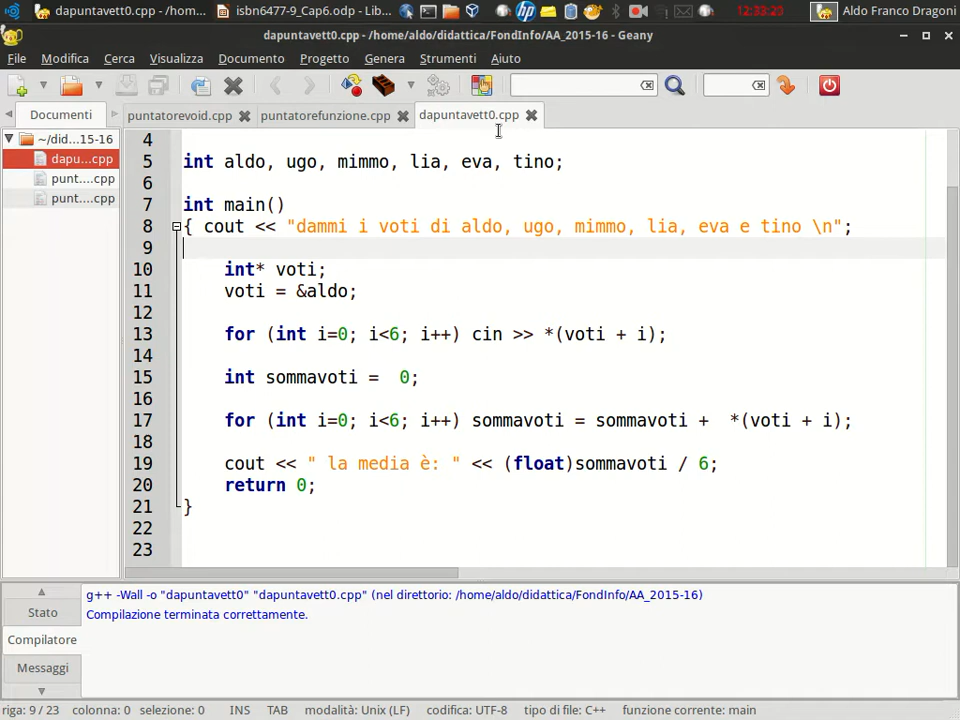 dapuntavett0.cpp - /hom...
isbn6477-9_Cap6.odp - Lib...
12:33:20
Aldo Franco Dragoni
dapuntavett0.cpp - /home/aldo/didattica/FondInfo/AA_2015-16 - Geany
File Modifica Cerca Visualizza Documento Progetto Genera Strumenti Aiuto
Documenti
puntatorevoid.cpp puntatorefunzione.cpp dapuntavett0.cpp
~/did...15-16
dapu....cpp
punt....cpp
punt....cpp
4
5 int aldo, ugo, mimmo, lia, eva, tino;
6
7 int main()
8 { cout << "dammi i voti di aldo, ugo, mimmo, lia, eva e tino \n";
9
10 int* voti;
11 voti = &aldo;
12
13 for (int i=0; i<6; i++) cin >> *(voti + i);
14
15 int sommavoti =  0;
16
17 for (int i=0; i<6; i++) sommavoti = sommavoti +  *(voti + i);
18
19 cout << " la media è: " << (float)sommavoti / 6;
20 return 0;
21 }
22
23
Stato
Compilatore
Messaggi
g++ -Wall -o "dapuntavett0" "dapuntavett0.cpp" (nel direttorio: /home/aldo/didattica/FondInfo/AA_2015-16)
Compilazione terminata correttamente.
riga: 9 / 23 colonna: 0 selezione: 0 INS TAB modalità: Unix (LF) codifica: UTF-8 tipo di file: C++ funzione corrente: main